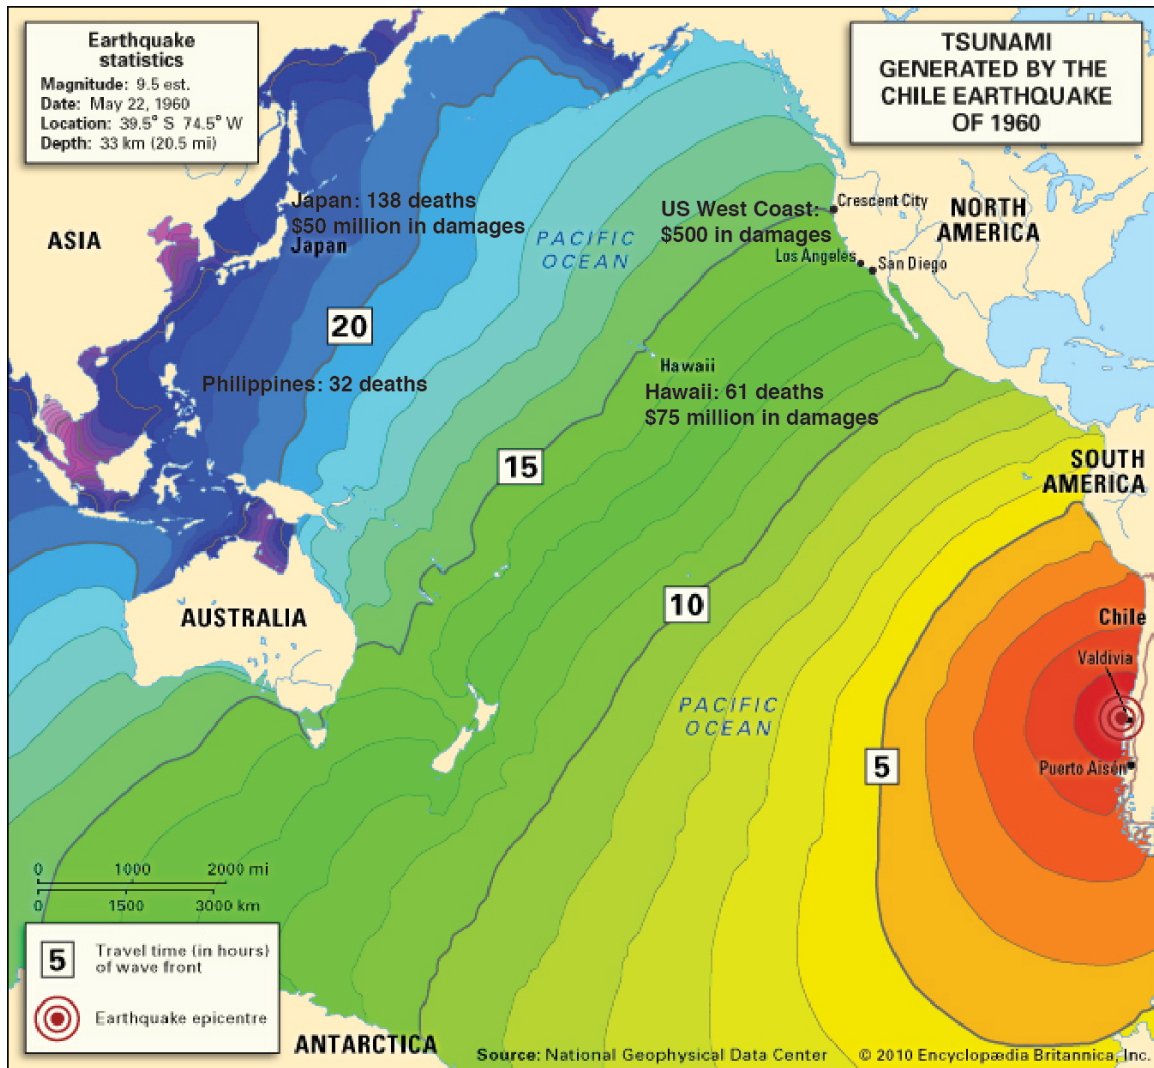 Earthquake
statistics
Magnitude: 9.5 est.
Date: May 22, 1960
Location: 39.5° S 74.5° W
Depth: 33 km (20.5 mi)
TSUNAMI
GENERATED BY THE
CHILE EARTHQUAKE
OF 1960
Japan: 138 deaths
$50 million in damages
Japan
ASIA
PACIFIC
OCEAN
US West Coast:
$500 in damages
Crescent City
Los Angeles
San Diego
NORTH
AMERICA
20
Philippines: 32 deaths
Hawaii
Hawaii: 61 deaths
$75 million in damages
15
SOUTH
AMERICA
10
AUSTRALIA
Chile
Valdivia
PACIFIC
OCEAN
5
Puerto Aisén
0 1000 2000 mi
0 1500 3000 km
5 Travel time (in hours)
of wave front
Earthquake epicentre
ANTARCTICA
Source: National Geophysical Data Center © 2010 Encyclopædia Britannica, Inc.